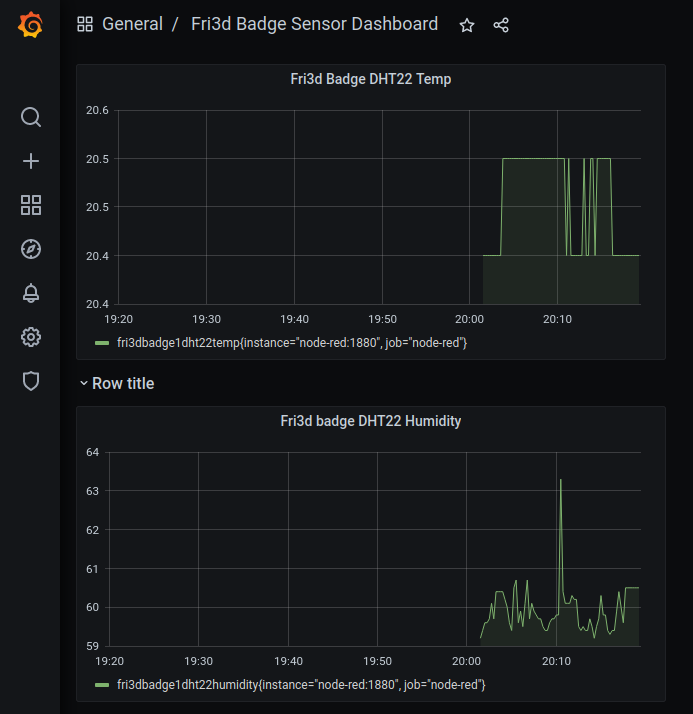 General / Fri3d Badge Sensor Dashboard
Fri3d Badge DHT22 Temp
20.6
20.5
20.5
20.4
20.4
19:20 19:30 19:40 19:50 20:00 20:10
fri3dbadge1dht22temp{instance="node-red:1880", job="node-red"}
Row title
Fri3d badge DHT22 Humidity
64
63
62
61
60
59
19:20 19:30 19:40 19:50 20:00 20:10
fri3dbadge1dht22humidity{instance="node-red:1880", job="node-red"}